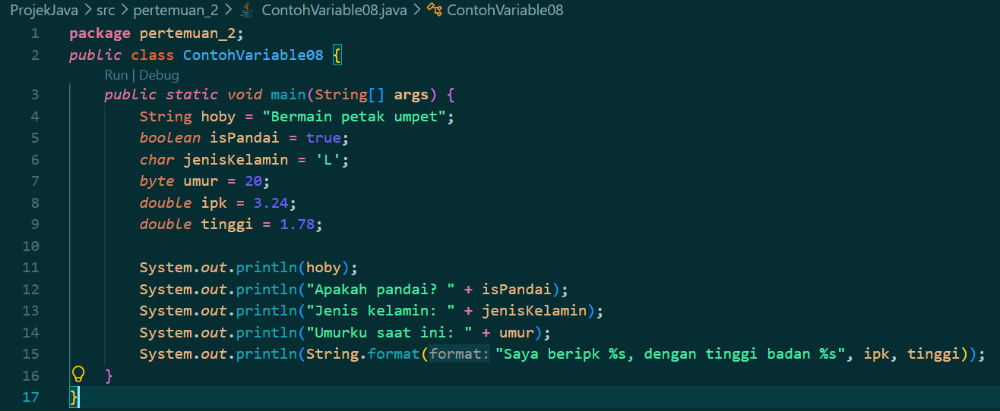 ProjekJava > src > pertemuan_2 > ContohVariable08.java > ContohVariable08
1 package pertemuan_2;
2 public class ContohVariable08 {
Run | Debug
3 public static void main(String[] args) {
4 String hoby = "Bermain petak umpet";
5 boolean isPandai = true;
6 char jenisKelamin = 'L';
7 byte umur = 20;
8 double ipk = 3.24;
9 double tinggi = 1.78;
10
11 System.out.println(hoby);
12 System.out.println("Apakah pandai? " + isPandai);
13 System.out.println("Jenis kelamin: " + jenisKelamin);
14 System.out.println("Umurku saat ini: " + umur);
15 System.out.println(String.format(format: "Saya beripk %s, dengan tinggi badan %s", ipk, tinggi));
16 }
17 }